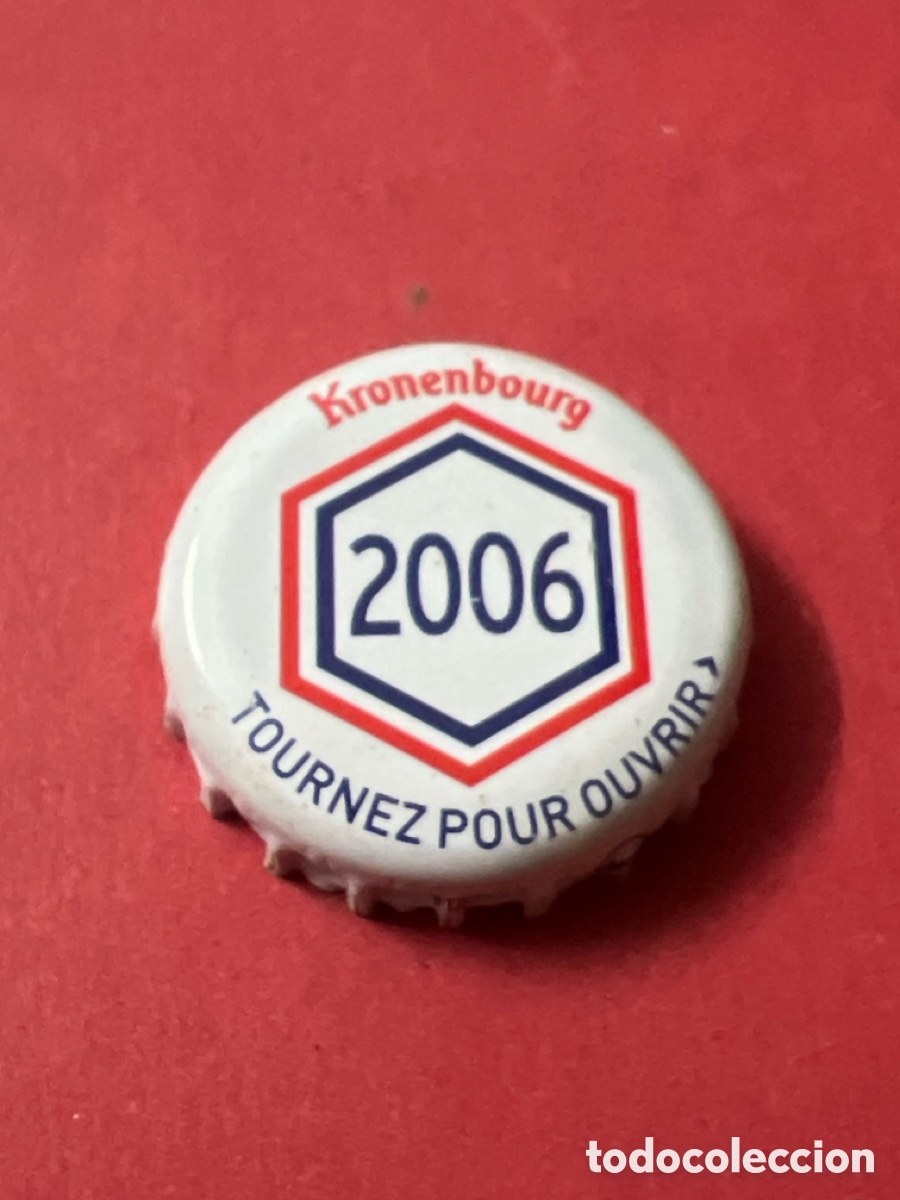 Kronenbourg
2006
TOURNEZ POUR OUVRIR >
todocoleccion